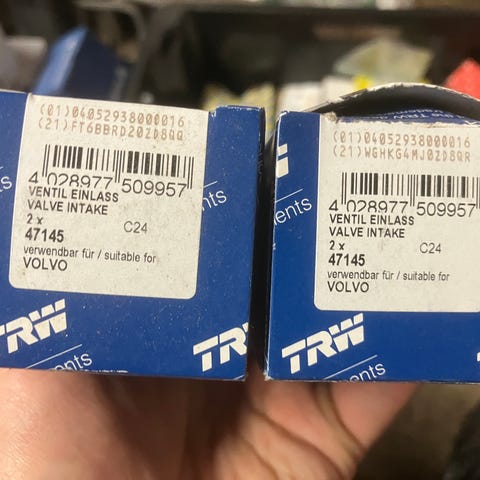 (01)04052938000016
(21)FT6BBRD20ZD8QQ
4 028977 509957
VENTIL EINLASS
VALVE INTAKE
2 x C24
47145
verwendbar für / suitable for
VOLVO
TRW
TRW
ents
(01)04052938000016
(21)WGHKG4MJ0ZD8QR
4 028977 509957
VENTIL EINLASS
VALVE INTAKE
2 x C24
47145
verwendbar für / suitable for
VOLVO
TRW
ents
ents